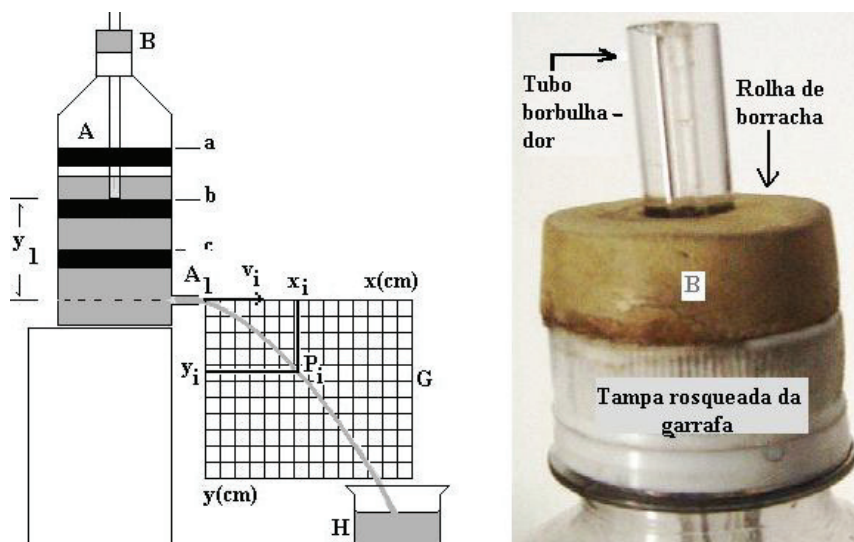 B
A
a
b
y
1
c
A
1
v
i
x
i
x(cm)
y
i
P
i
G
y(cm)
H
Tubo
borbulha -
dor
Rolha de
borracha
B
Tampa rosqueada da
garrafa